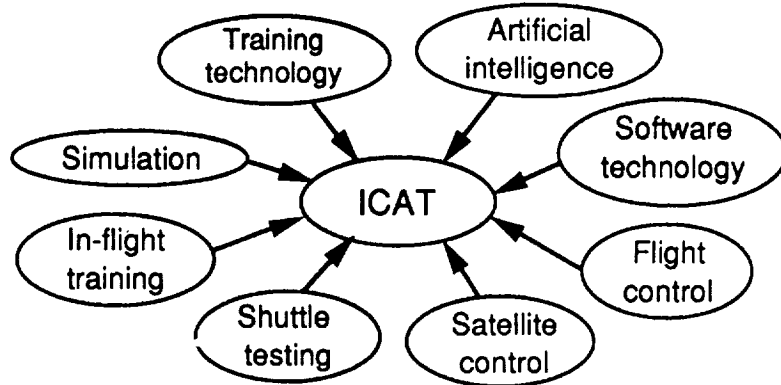 Training
technology
Artificial
intelligence
Simulation
Software
technology
ICAT
In-flight
training
Flight
control
Shuttle
testing
Satellite
control